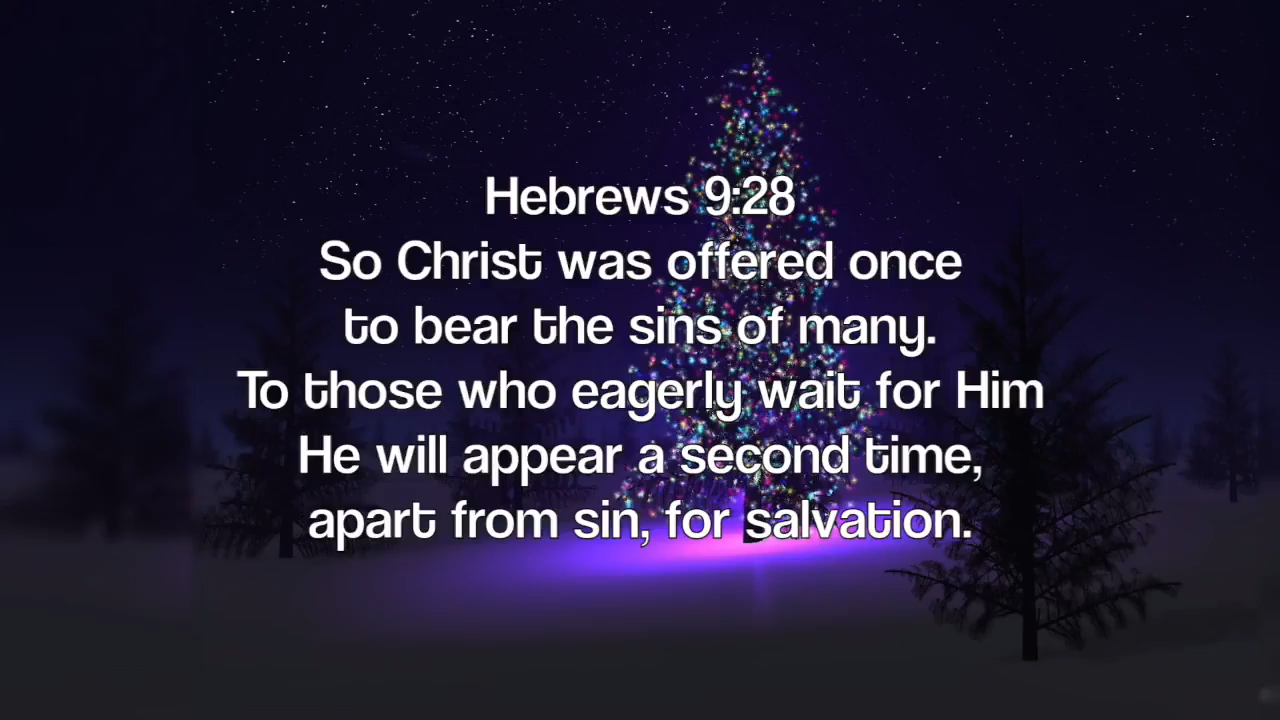 Hebrews 9:28
So Christ was offered once
to bear the sins of many.
To those who eagerly wait for Him
He will appear a second time,
apart from sin, for salvation.